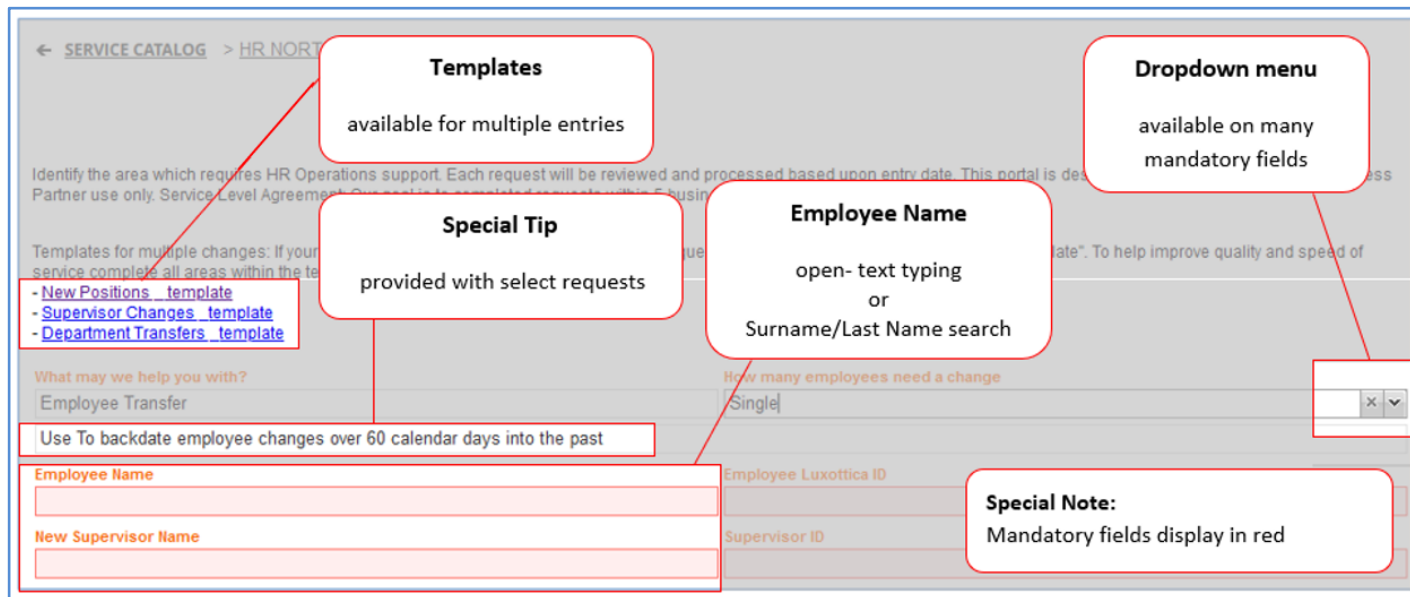 ← SERVICE CATALOG > HR NORT
Templates
available for multiple entries
Dropdown menu
available on many
mandatory fields
Identify the area which requires HR Operations support. Each request will be reviewed and processed based upon entry date. This portal is des ess
Partner use only. Service Level Agreement: Our goal is to completed requests within 5 busin
Special Tip
provided with select requests
Employee Name
open- text typing
or
Surname/Last Name search
Templates for multiple changes: If your late". To help improve quality and speed of
service complete all areas within the te
- New Positions _template
- Supervisor Changes _template
- Department Transfers _template
What may we help you with? How many employees need a change
Employee Transfer Single
Use To backdate employee changes over 60 calendar days into the past
Employee Name Employee Luxottica ID
New Supervisor Name Supervisor ID
Special Note:
Mandatory fields display in red